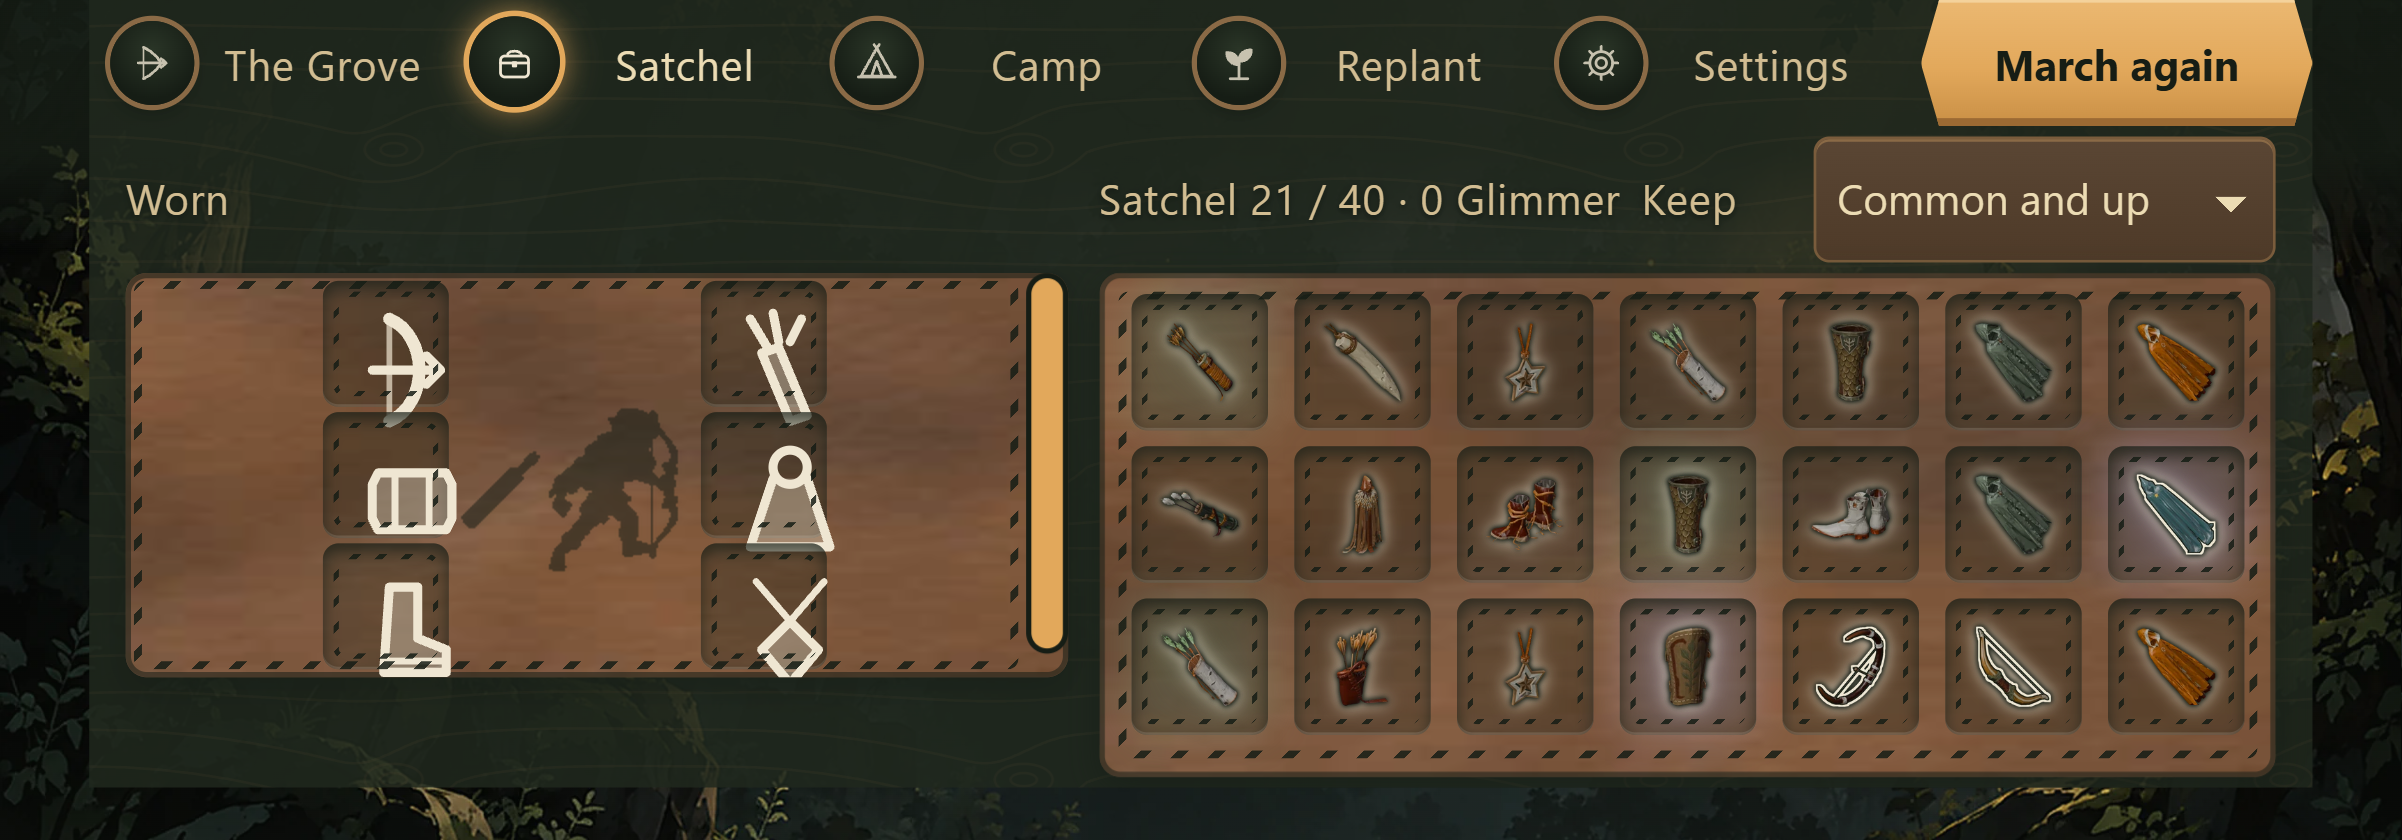 The Grove Satchel Camp Replant Settings March again
Worn Satchel 21 / 40 · 0 Glimmer Keep Common and up